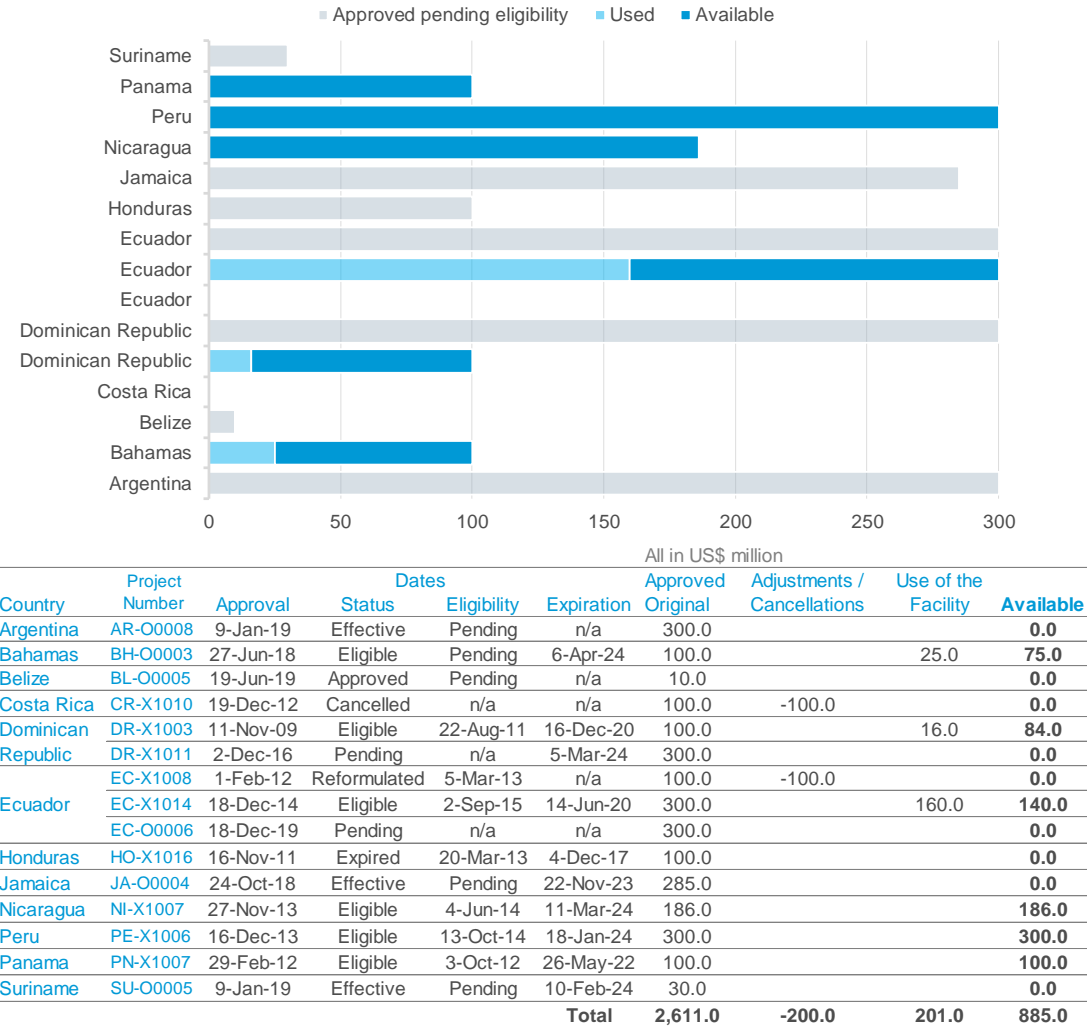 Approved pending eligibility Used Available
Suriname
Panama
Peru
Nicaragua
Jamaica
Honduras
Ecuador
Ecuador
Ecuador
Dominican Republic
Dominican Republic
Costa Rica
Belize
Bahamas
Argentina
0 50 100 150 200 250 300
All in US$ million
Project Dates Approved Adjustments / Use of the
Country Number Approval Status Eligibility Expiration Original Cancellations Facility Available
Argentina AR-O0008 9-Jan-19 Effective Pending n/a 300.0 0.0
Bahamas BH-O0003 27-Jun-18 Eligible Pending 6-Apr-24 100.0 25.0 75.0
Belize BL-O0005 19-Jun-19 Approved Pending n/a 10.0 0.0
Costa Rica CR-X1010 19-Dec-12 Cancelled n/a n/a 100.0 -100.0 0.0
Dominican DR-X1003 11-Nov-09 Eligible 22-Aug-11 16-Dec-20 100.0 16.0 84.0
Republic DR-X1011 2-Dec-16 Pending n/a 5-Mar-24 300.0 0.0
EC-X1008 1-Feb-12 Reformulated 5-Mar-13 n/a 100.0 -100.0 0.0
Ecuador EC-X1014 18-Dec-14 Eligible 2-Sep-15 14-Jun-20 300.0 160.0 140.0
EC-O0006 18-Dec-19 Pending n/a n/a 300.0 0.0
Honduras HO-X1016 16-Nov-11 Expired 20-Mar-13 4-Dec-17 100.0 0.0
Jamaica JA-O0004 24-Oct-18 Effective Pending 22-Nov-23 285.0 0.0
Nicaragua NI-X1007 27-Nov-13 Eligible 4-Jun-14 11-Mar-24 186.0 186.0
Peru PE-X1006 16-Dec-13 Eligible 13-Oct-14 18-Jan-24 300.0 300.0
Panama PN-X1007 29-Feb-12 Eligible 3-Oct-12 26-May-22 100.0 100.0
Suriname SU-O0005 9-Jan-19 Effective Pending 10-Feb-24 30.0 0.0
Total 2,611.0 -200.0 201.0 885.0